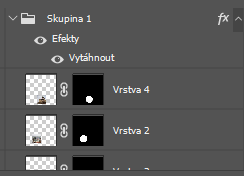 Skupina 1 fx
Efekty
Vytáhnout
Vrstva 4
Vrstva 2